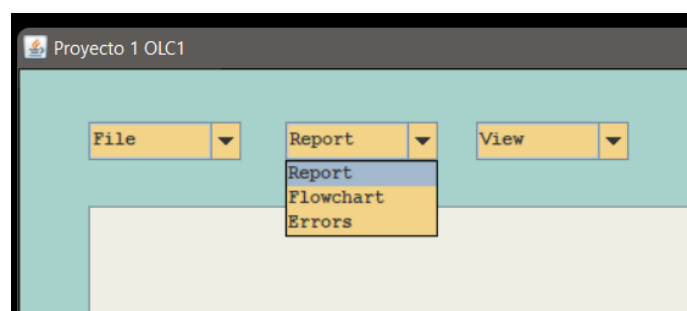 Proyecto 1 OLC1
File Report View
Report
Flowchart
Errors